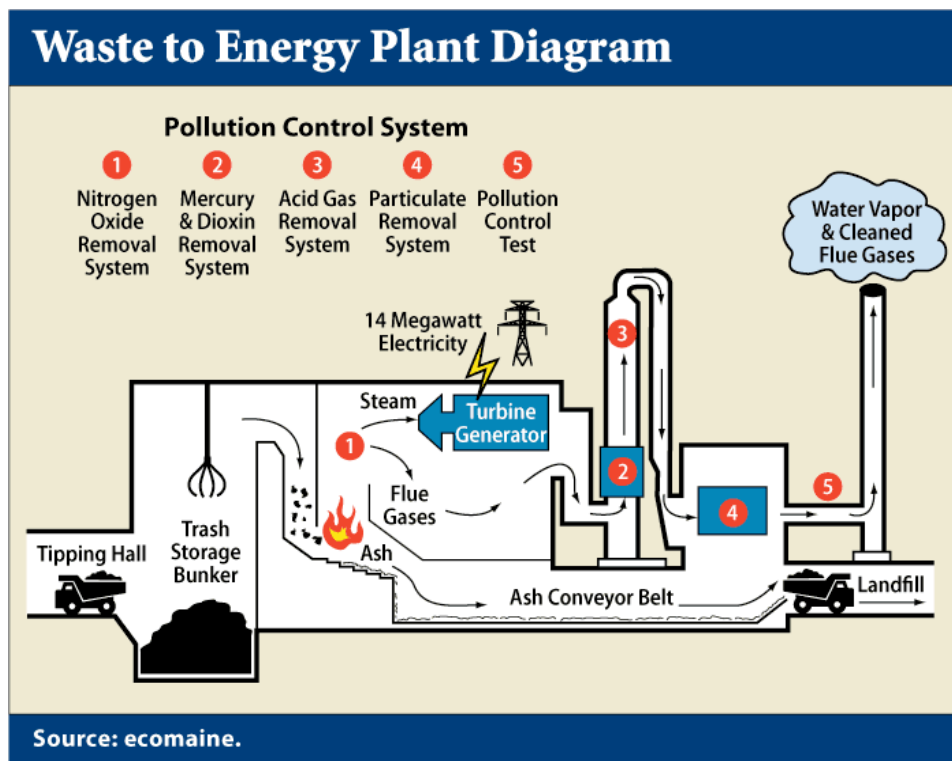 Waste to Energy Plant Diagram
Pollution Control System
1
Nitrogen
Oxide
Removal
System
2
Mercury
& Dioxin
Removal
System
3
Acid Gas
Removal
System
4
Particulate
Removal
System
5
Pollution
Control
Test
Water Vapor
& Cleaned
Flue Gases
14 Megawatt
Electricity
3
Steam
Turbine
Generator
1
2
Flue
Gases
5
4
Tipping Hall
Trash
Storage
Bunker
Ash
Ash Conveyor Belt
Landfill
Source: ecomaine.